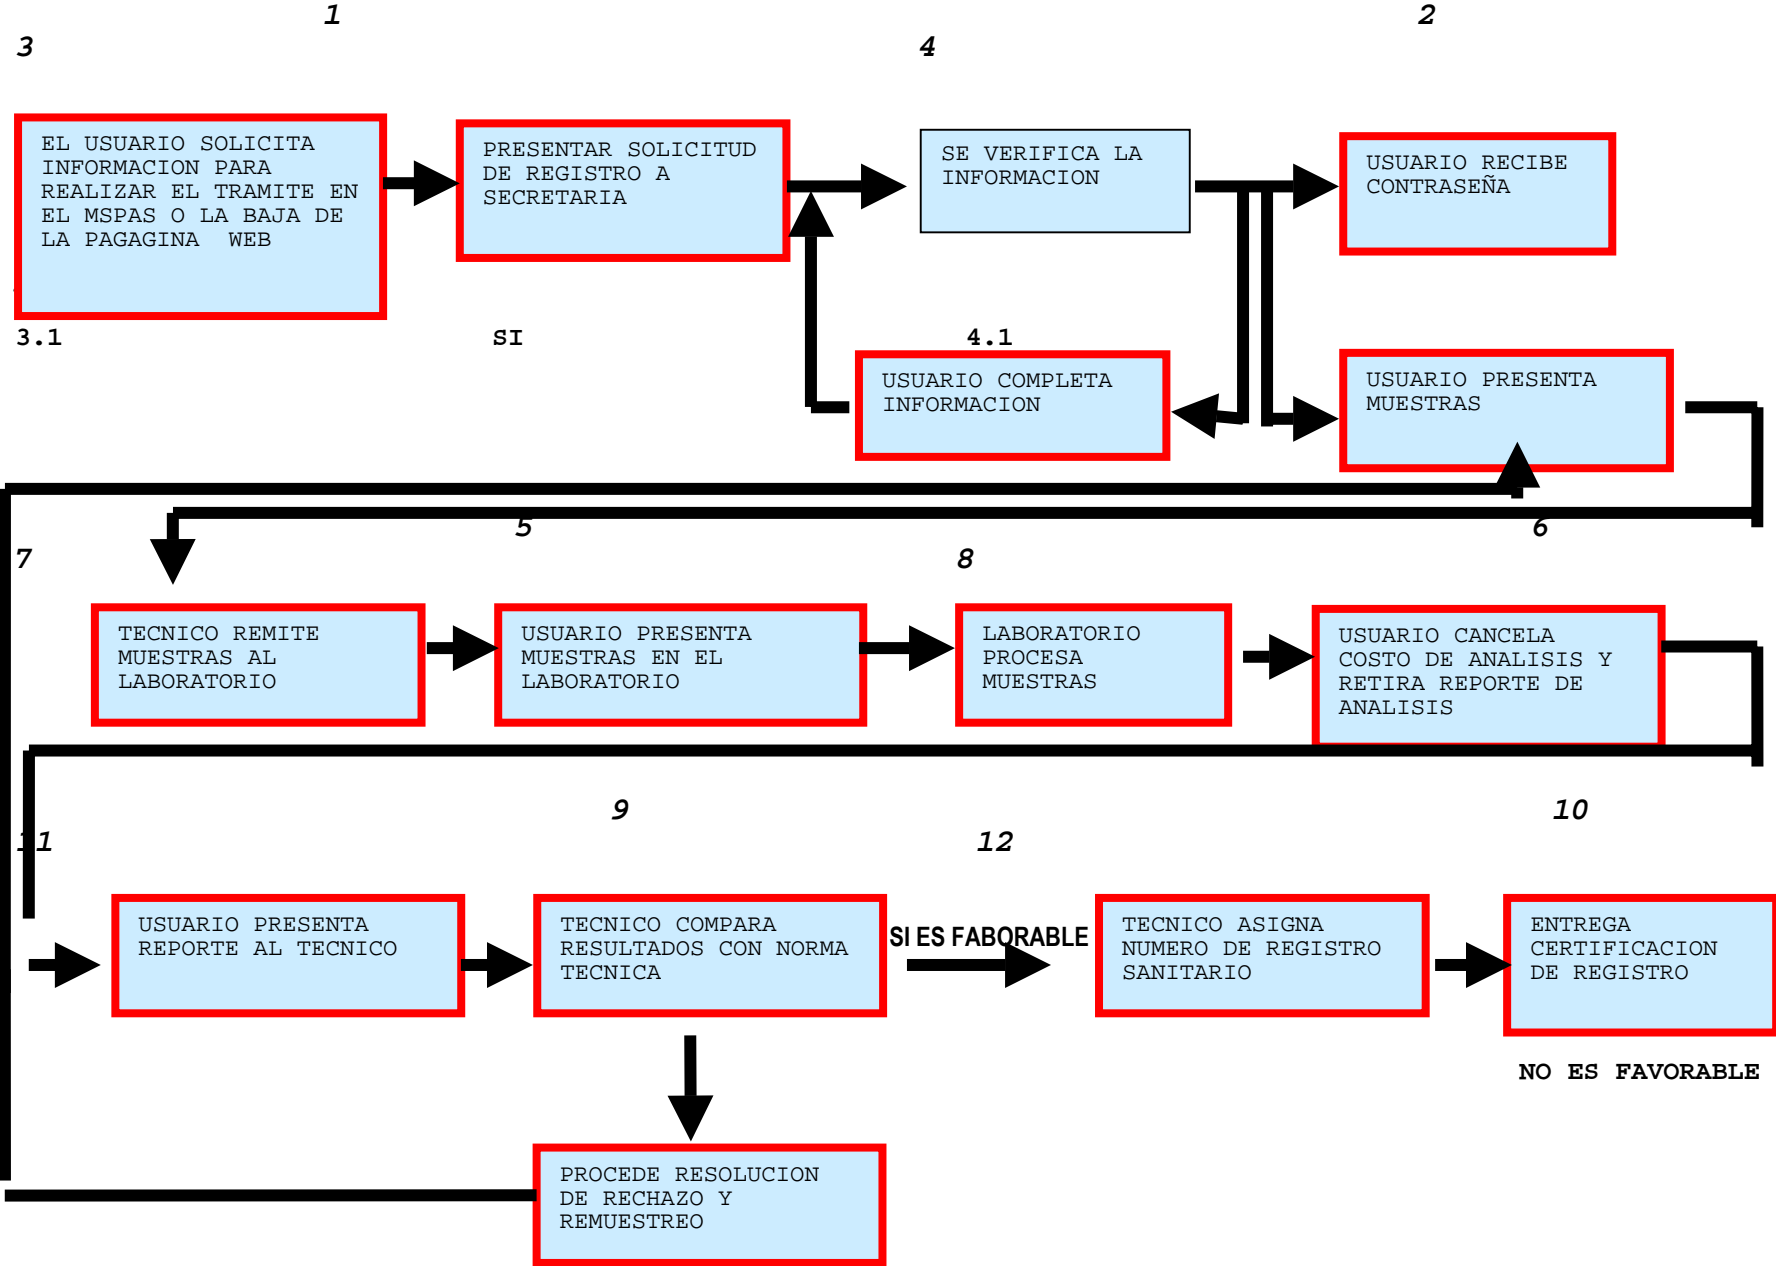 1
2
3
4
EL USUARIO SOLICITA
INFORMACION PARA
REALIZAR EL TRAMITE EN
EL MSPAS O LA BAJA DE
LA PAGAGINA WEB
PRESENTAR SOLICITUD
DE REGISTRO A
SECRETARIA
SE VERIFICA LA
INFORMACION
USUARIO RECIBE
CONTRASEÑA
3.1
SI
4.1
USUARIO COMPLETA
INFORMACION
USUARIO PRESENTA
MUESTRAS
5
6
7
8
TECNICO REMITE
MUESTRAS AL
LABORATORIO
USUARIO PRESENTA
MUESTRAS EN EL
LABORATORIO
LABORATORIO
PROCESA
MUESTRAS
USUARIO CANCELA
COSTO DE ANALISIS Y
RETIRA REPORTE DE
ANALISIS
9
10
11
12
USUARIO PRESENTA
REPORTE AL TECNICO
TECNICO COMPARA
RESULTADOS CON NORMA
TECNICA
SI ES FABORABLE
TECNICO ASIGNA
NUMERO DE REGISTRO
SANITARIO
ENTREGA
CERTIFICACION
DE REGISTRO
NO ES FAVORABLE
PROCEDE RESOLUCION
DE RECHAZO Y
REMUESTREO